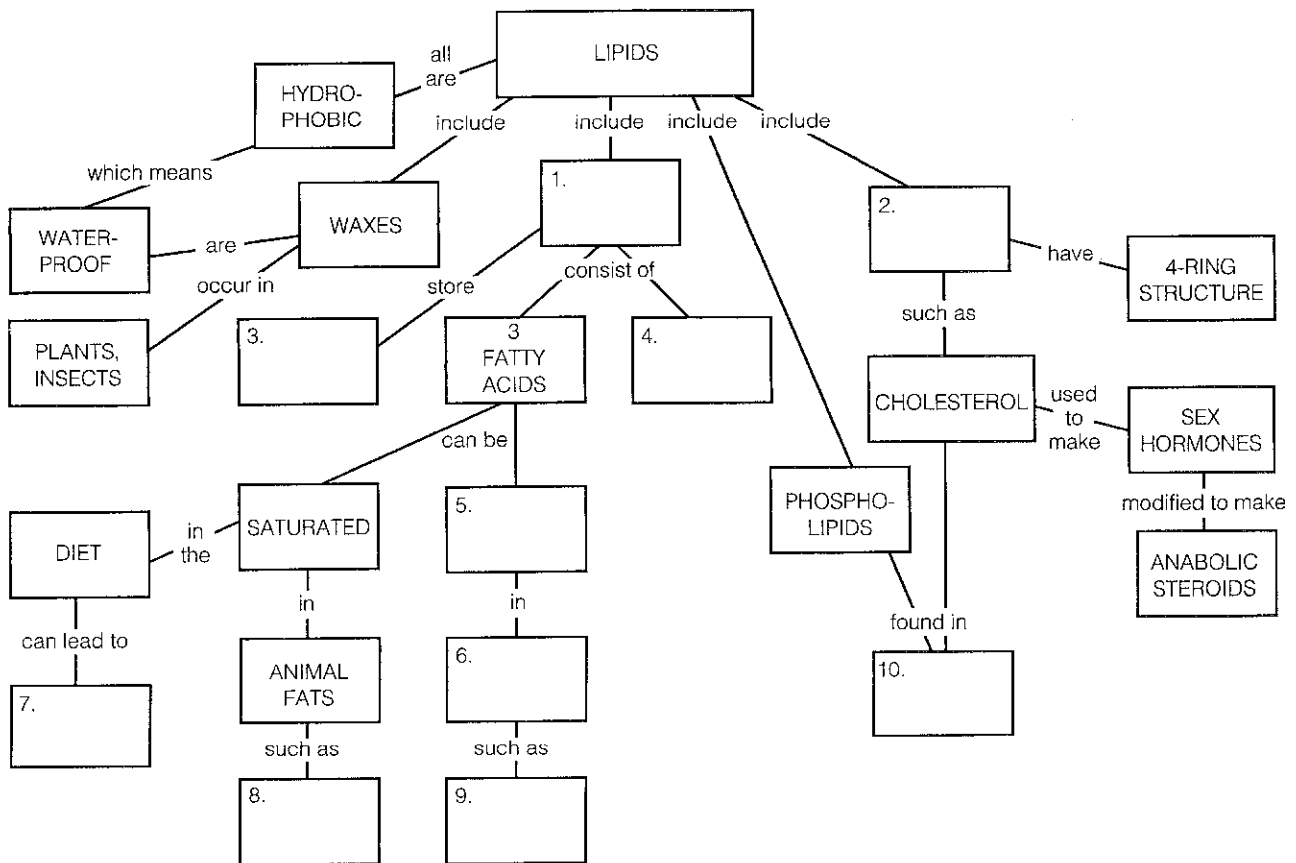 LIPIDS
all
are
HYDRO-
PHOBIC
include
include
include
include
which means
1.
2.
WATER-
PROOF
are
WAXES
have
4-RING
STRUCTURE
occur in
store
consist of
such as
PLANTS,
INSECTS
3.
3
FATTY
ACIDS
4.
CHOLESTEROL
used
to
make
SEX
HORMONES
can be
PHOSPHO-
LIPIDS
modified to make
DIET
in
the
SATURATED
5.
ANABOLIC
STEROIDS
can lead to
in
in
found in
7.
ANIMAL
FATS
6.
10.
such as
such as
8.
9.